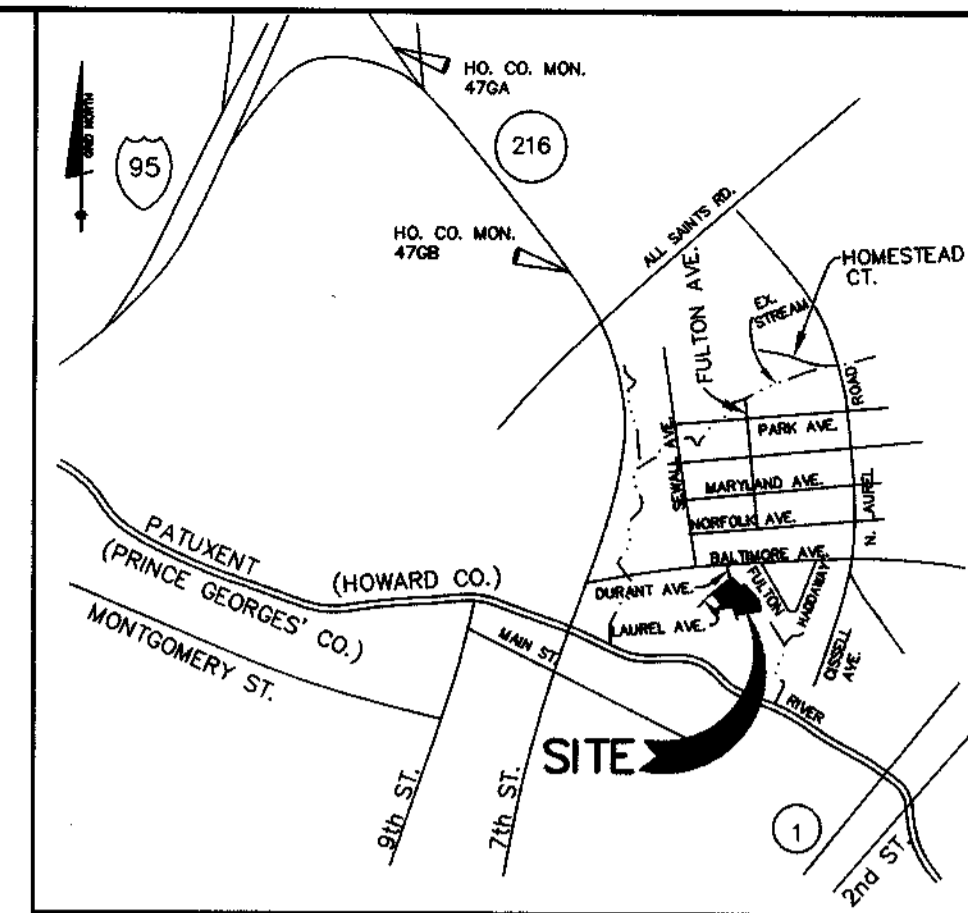 HO. CO. MON.
47GA
GRID NORTH
95
216
HO. CO. MON.
47GB
ALL SAINTS RD.
FULTON AVE.
HOMESTEAD
CT.
EX.
STREAM
SEWALL AVE.
PARK AVE.
ROAD
MARYLAND AVE.
N. LAUREL
NORFOLK AVE.
BALTIMORE AVE.
PATUXENT
(PRINCE GEORGES' CO.)
(HOWARD CO.)
DURANT AVE.
FULTON
HADDAWAY
LAUREL AVE.
MONTGOMERY ST.
MAIN ST.
CISSELL
AVE.
RIVER
SITE
9th ST.
7th ST.
1
2nd ST.